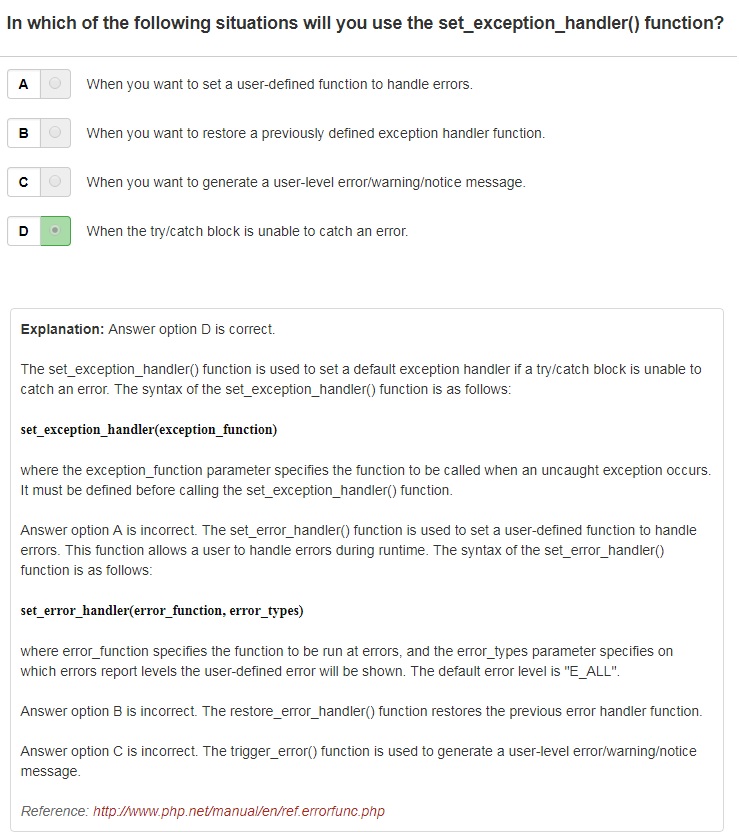 In which of the following situations will you use the set_exception_handler() function?
A When you want to set a user-defined function to handle errors.
B When you want to restore a previously defined exception handler function.
C When you want to generate a user-level error/warning/notice message.
D When the try/catch block is unable to catch an error.
Explanation: Answer option D is correct.
The set_exception_handler() function is used to set a default exception handler if a try/catch block is unable to
catch an error. The syntax of the set_exception_handler() function is as follows:
set_exception_handler(exception_function)
where the exception_function parameter specifies the function to be called when an uncaught exception occurs.
It must be defined before calling the set_exception_handler() function.
Answer option A is incorrect. The set_error_handler() function is used to set a user-defined function to handle
errors. This function allows a user to handle errors during runtime. The syntax of the set_error_handler()
function is as follows:
set_error_handler(error_function, error_types)
where error_function specifies the function to be run at errors, and the error_types parameter specifies on
which errors report levels the user-defined error will be shown. The default error level is "E_ALL".
Answer option B is incorrect. The restore_error_handler() function restores the previous error handler function.
Answer option C is incorrect. The trigger_error() function is used to generate a user-level error/warning/notice
message.
Reference: http://www.php.net/manual/en/ref.errorfunc.php